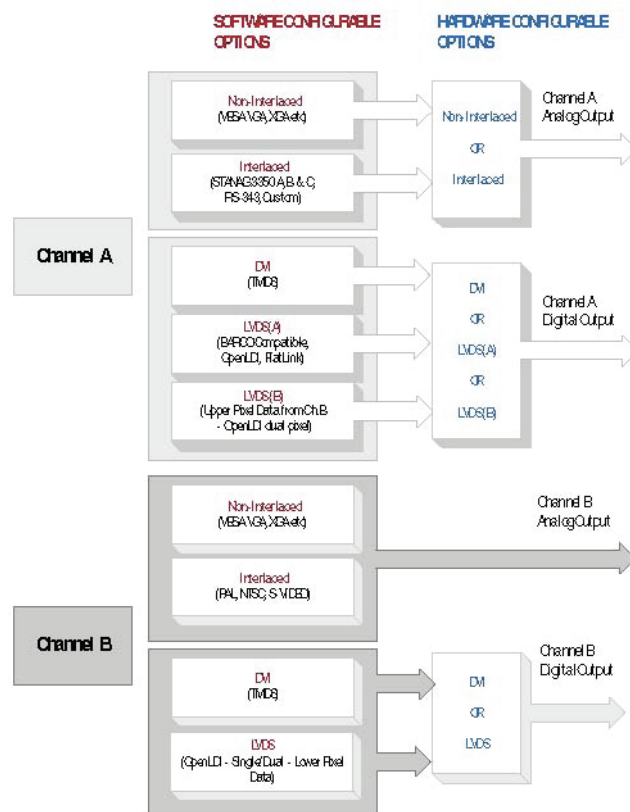 SOFTWARE CONFIGURABLE
OPTIONS
HARDWARE CONFIGURABLE
OPTIONS
Non-Interlaced
(VESA VGA, XGA etc)
Interlaced
(STANAG 3350 A, B & C,
RS-343, Custom)
Non-Interlaced
OR
Interlaced
Channel A
Analog Output
Channel A
DVI
(TMDS)
LVDS(A)
(BARCO Compatible,
OpenLDI, FlatLink)
LVDS(B)
(Upper Pixel Data from Ch.B
- OpenLDI dual pixel)
DVI
OR
LVDS(A)
OR
LVDS(B)
Channel A
Digital Output
Non-Interlaced
(VESA VGA, XGA etc)
Interlaced
(PAL, NTSC, S-VIDEO)
Channel B
Analog Output
Channel B
DVI
(TMDS)
LVDS
(OpenLDI - Single/Dual - Lower Pixel
Data)
DVI
OR
LVDS
Channel B
Digital Output